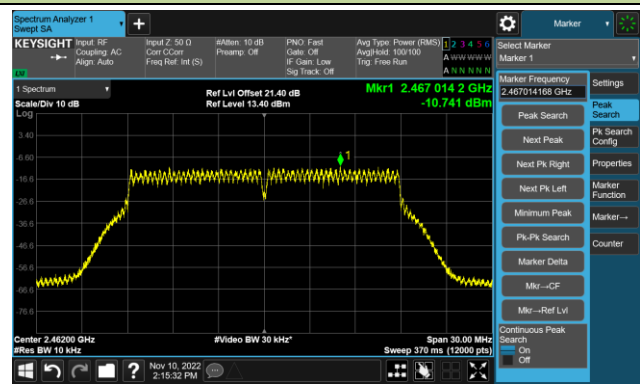 Spectrum Analyzer 1
Swept SA
Marker
KEYSIGHT
Input: RF
Coupling: AC
Align: Auto
Input Z: 50 Ω
Corr CCorr
Freq Ref: Int (S)
#Atten: 10 dB
Preamp: Off
PNO: Fast
Gate: Off
IF Gain: Low
Sig Track: Off
Avg Type: Power (RMS)
Avg|Hold: 100/100
Trig: Free Run
1 2 3 4 5 6
A W W W W W
A N N N N N
Select Marker
Marker 1
1 Spectrum
Scale/Div 10 dB
Log
Ref Lvl Offset 21.40 dB
Ref Level 13.40 dBm
Mkr1 2.467 014 2 GHz
-10.741 dBm
3.40
-6.60
-16.6
-26.6
-36.6
-46.6
-56.6
-66.6
-76.6
1
Center 2.46200 GHz
#Res BW 10 kHz
#Video BW 30 kHz*
Span 30.00 MHz
Sweep 370 ms (12000 pts)
Marker Frequency
2.467014168 GHz
Peak Search
Next Peak
Next Pk Right
Next Pk Left
Minimum Peak
Pk-Pk Search
Marker Delta
Mkr→CF
Mkr→Ref Lvl
Continuous Peak
Search
On
Off
Settings
Peak
Search
Pk Search
Config
Properties
Marker
Function
Marker→
Counter
Nov 10, 2022
2:15:32 PM